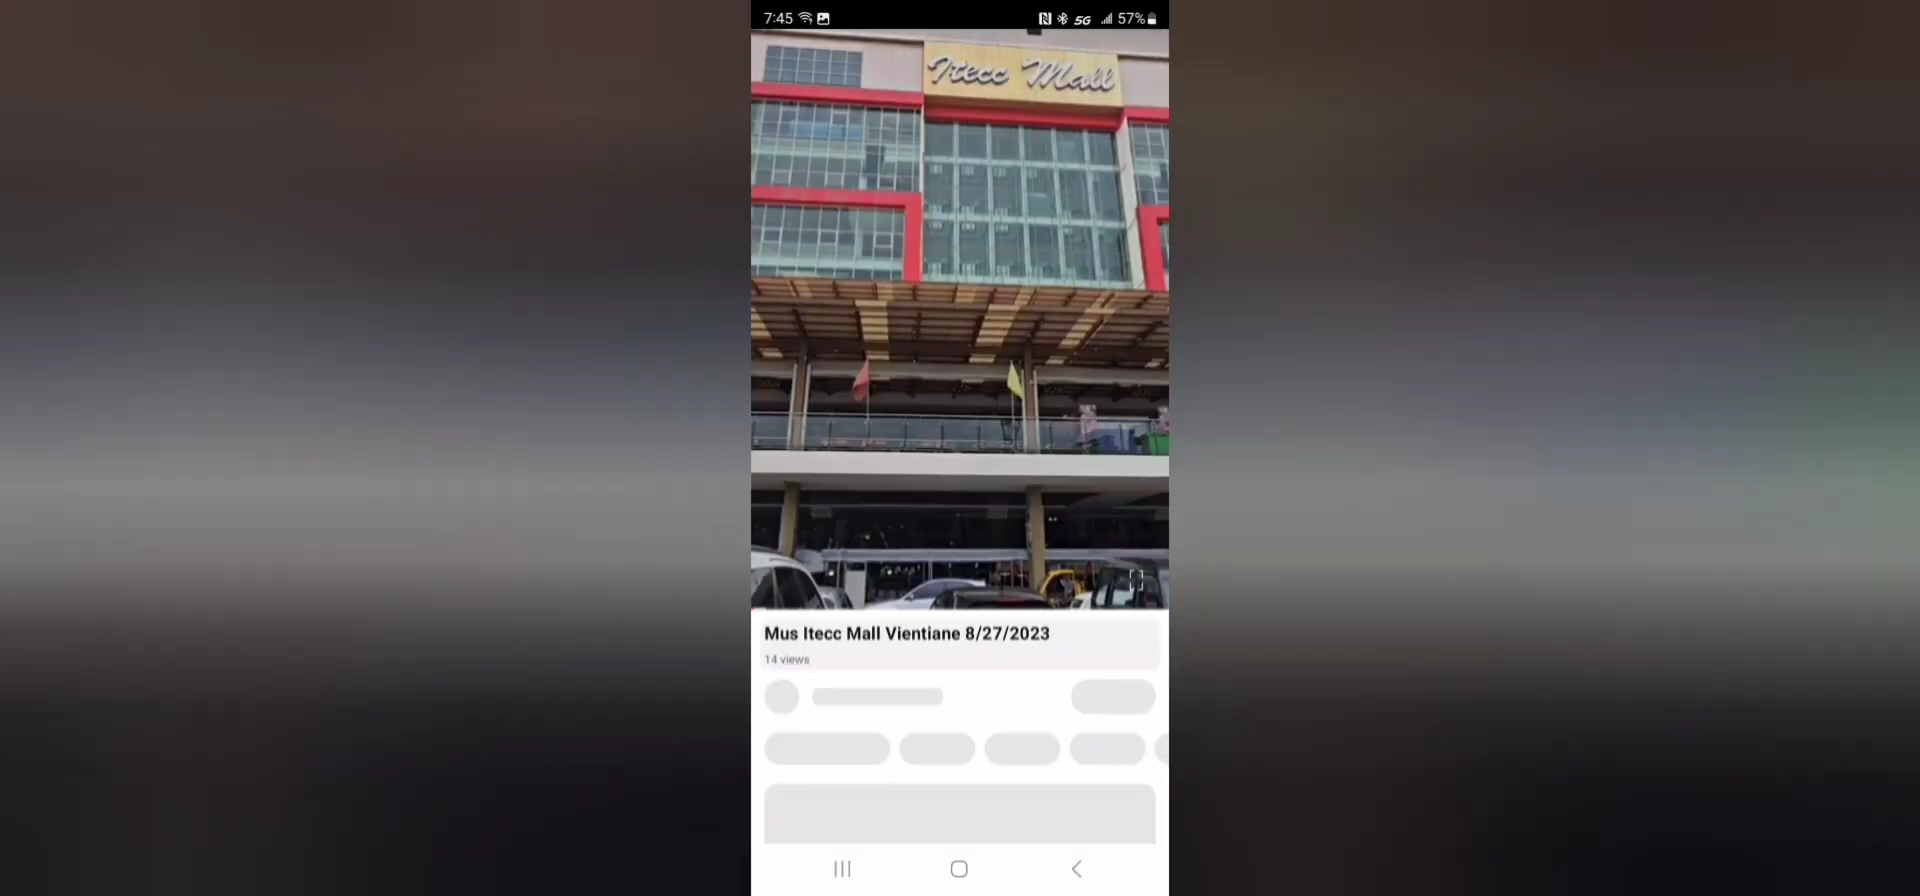 7:45 5G 57%
Itecc Mall
Mus Itecc Mall Vientiane 8/27/2023
14 views